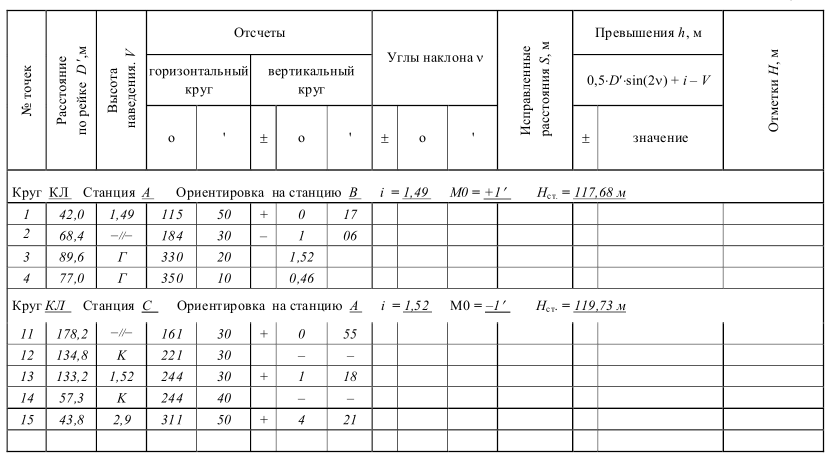 № точек
Расстояние
по рейке D′,м
Высота
наведения. V
Отсчеты
горизонтальный
круг
вертикальный
круг
Углы наклона ν
Исправленные
расстояния S, м
Превышения h, м
0,5·D′·sin(2ν) + i – V
Отметки H, м
о ' ± о ' ± о ' ± значение
Круг КЛ Станция А Ориентировка на станцию В i = 1,49 М0 = +1′ Hст. = 117,68 м
1 42,0 1,49 115 50 + 0 17
2 68,4 –//– 184 30 – 1 06
3 89,6 Г 330 20 1,52
4 77,0 Г 350 10 0,46
Круг КЛ Станция С Ориентировка на станцию А i = 1,52 М0 = –1′ Hст. = 119,73 м
11 178,2 –//– 161 30 + 0 55
12 134,8 К 221 30 – –
13 133,2 1,52 244 30 + 1 18
14 57,3 К 244 40 – –
15 43,8 2,9 311 50 + 4 21